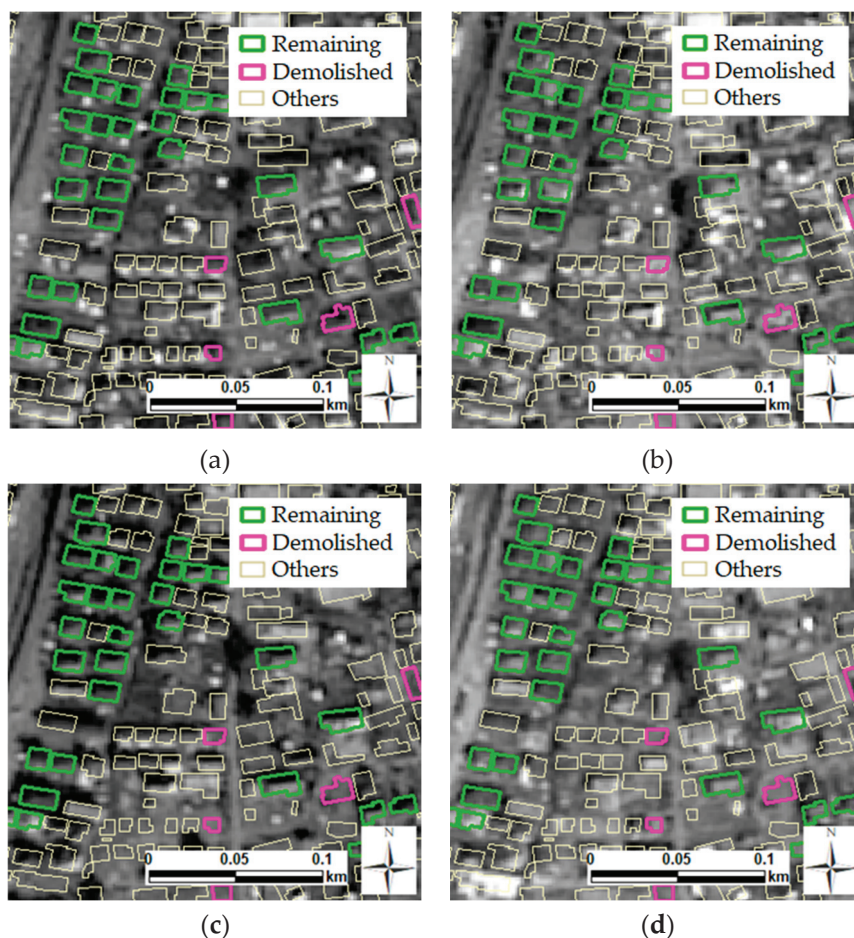 Remaining
Demolished
Others
N
0 0.05 0.1
km
(a)
Remaining
Demolished
Others
N
0 0.05 0.1
km
(b)
Remaining
Demolished
Others
N
0 0.05 0.1
km
(c)
Remaining
Demolished
Others
N
0 0.05 0.1
km
(d)